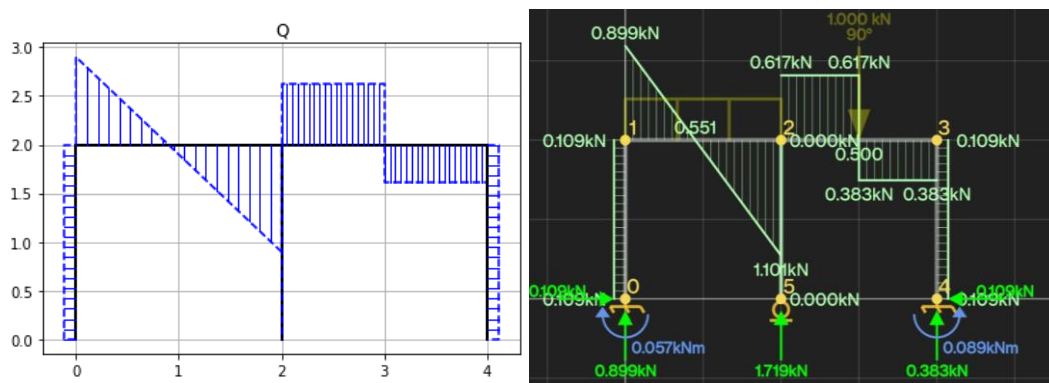 Q
3.0
2.5
2.0
1.5
1.0
0.5
0.0
0 1 2 3 4
1.000 kN
90°
0.899kN
0.617kN 0.617kN
1 2 3
0.109kN 0.551 0.000kN 0.109kN
0.500
0.383kN 0.383kN
1.101kN
0 5 4
0.109kN 0.109kN 0.000kN 0.109kN 0.109kN
0.057kNm 0.089kNm
0.899kN 1.719kN 0.383kN